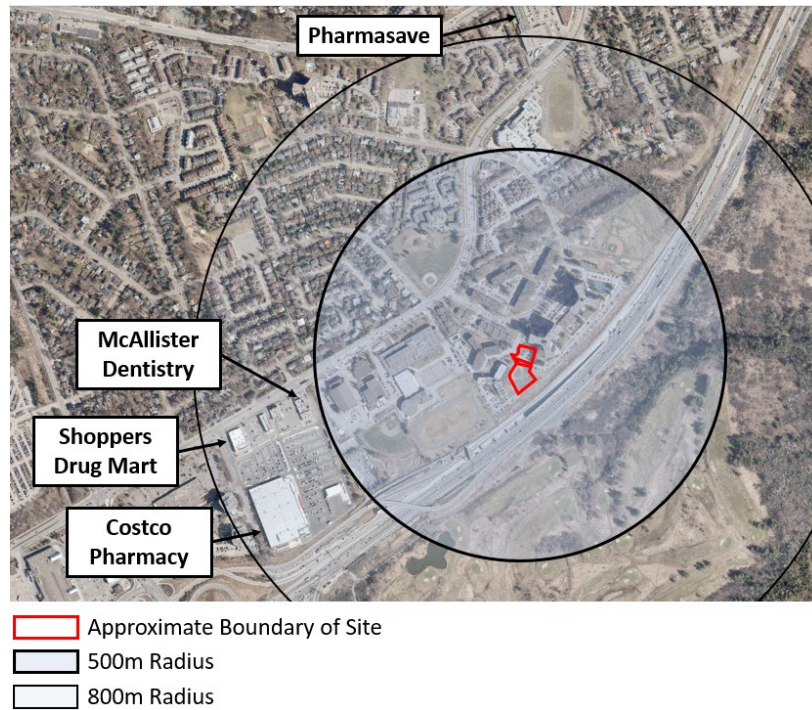 Pharmasave
McAllister
Dentistry
Shoppers
Drug Mart
Costco
Pharmacy
Approximate Boundary of Site
500m Radius
800m Radius